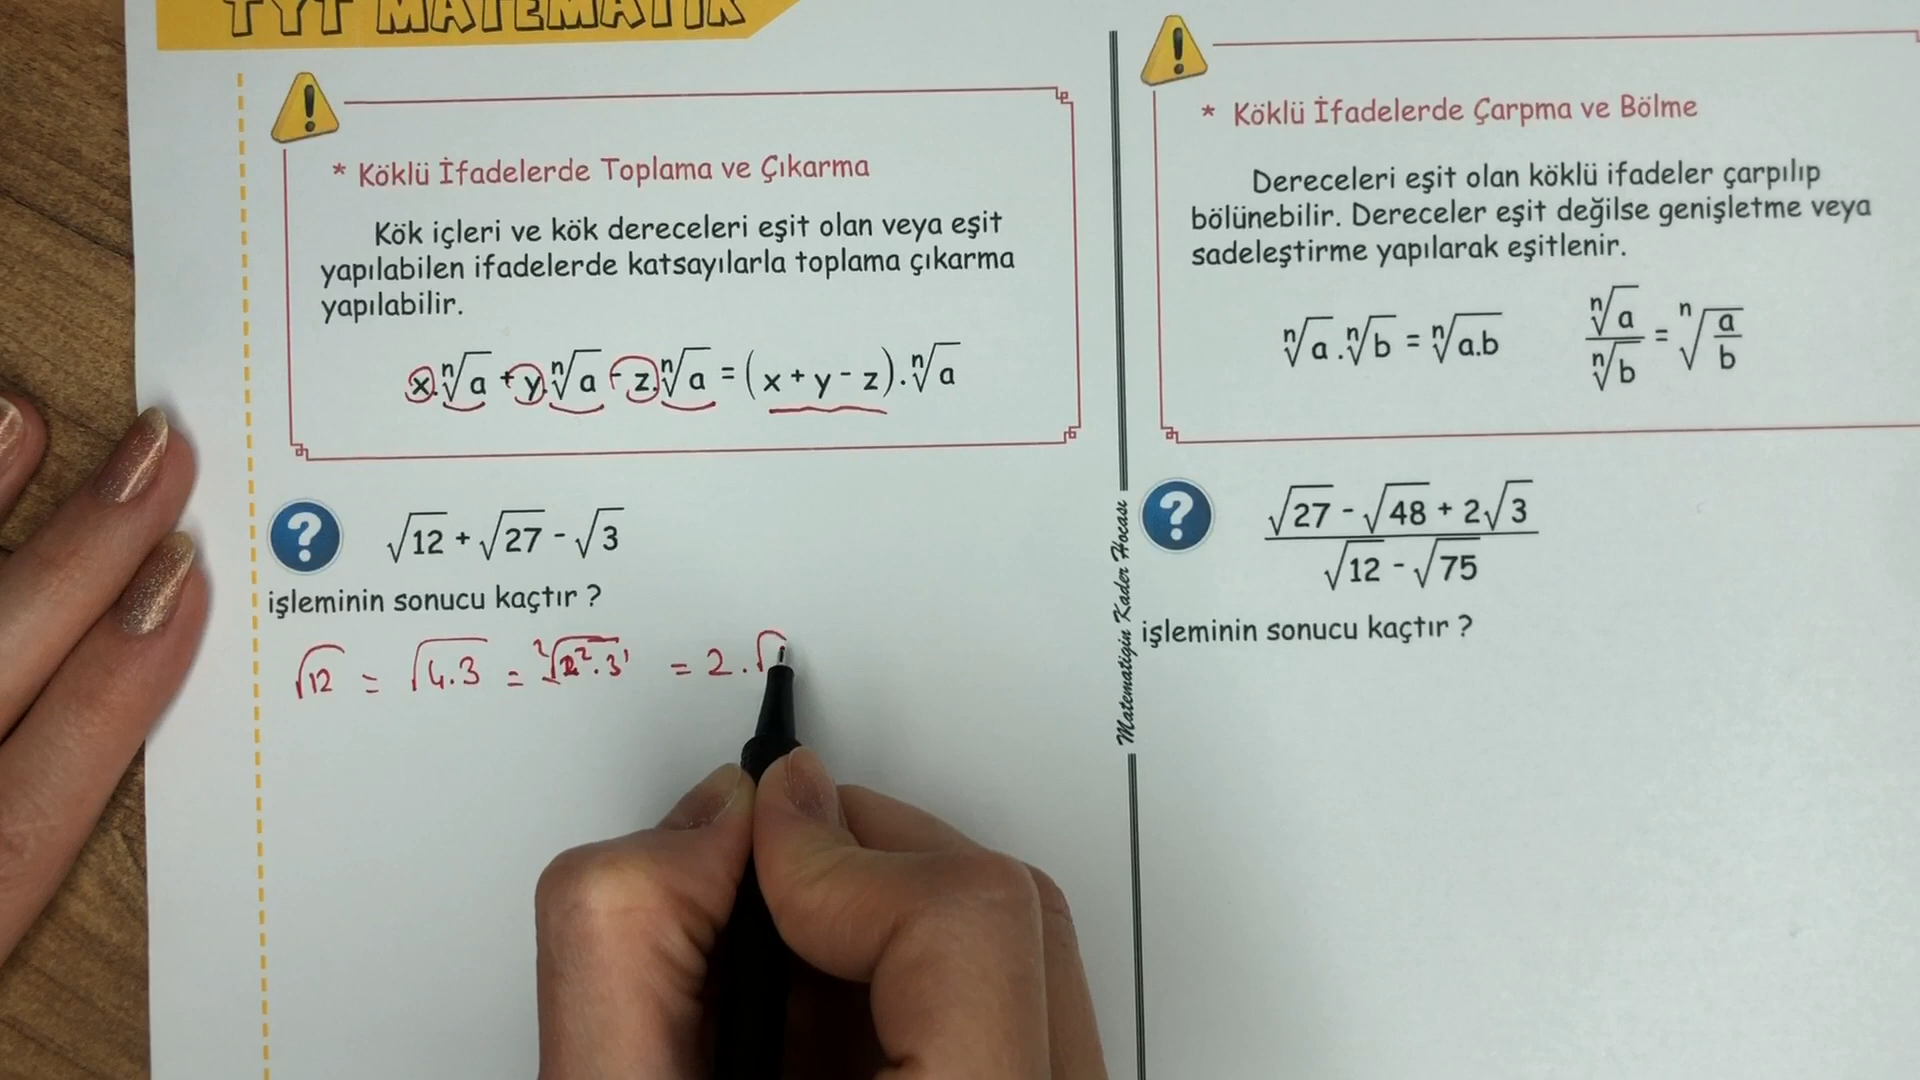 TYT MATEMATİK
* Köklü İfadelerde Toplama ve Çıkarma
Kök içleri ve kök dereceleri eşit olan veya eşit
yapılabilen ifadelerde katsayılarla toplama çıkarma
yapılabilir.
x.ⁿ√a + y.ⁿ√a - z.ⁿ√a = (x + y - z).ⁿ√a
√12 + √27 - √3
işleminin sonucu kaçtır ?
√12 = √4.3 = ²√2².3¹ = 2.√
Matematiğin Kader Hocası
* Köklü İfadelerde Çarpma ve Bölme
Dereceleri eşit olan köklü ifadeler çarpılıp
bölünebilir. Dereceler eşit değilse genişletme veya
sadeleştirme yapılarak eşitlenir.
ⁿ√a.ⁿ√b = ⁿ√a.b ⁿ√a / ⁿ√b = ⁿ√a/b
√27 - √48 + 2√3
√12 - √75
işleminin sonucu kaçtır ?